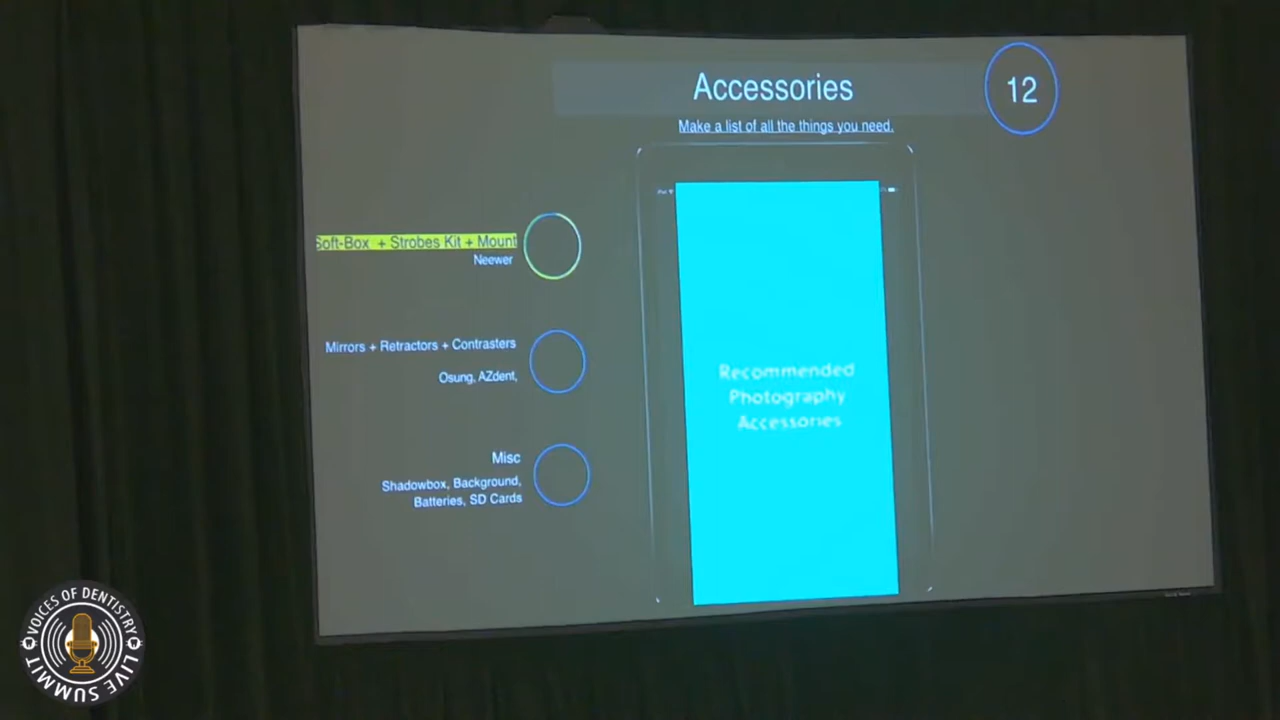 Accessories
12
Make a list of all the things you need.
Soft-Box + Strobes Kit + Mount
Neewer
Mirrors + Retractors + Contrasters
Osung, AZdent,
Misc
Shadowbox, Background,
Batteries, SD Cards
Recommended
Photography
Accessories
VOICES OF DENTISTRY
LIVE SUMMIT